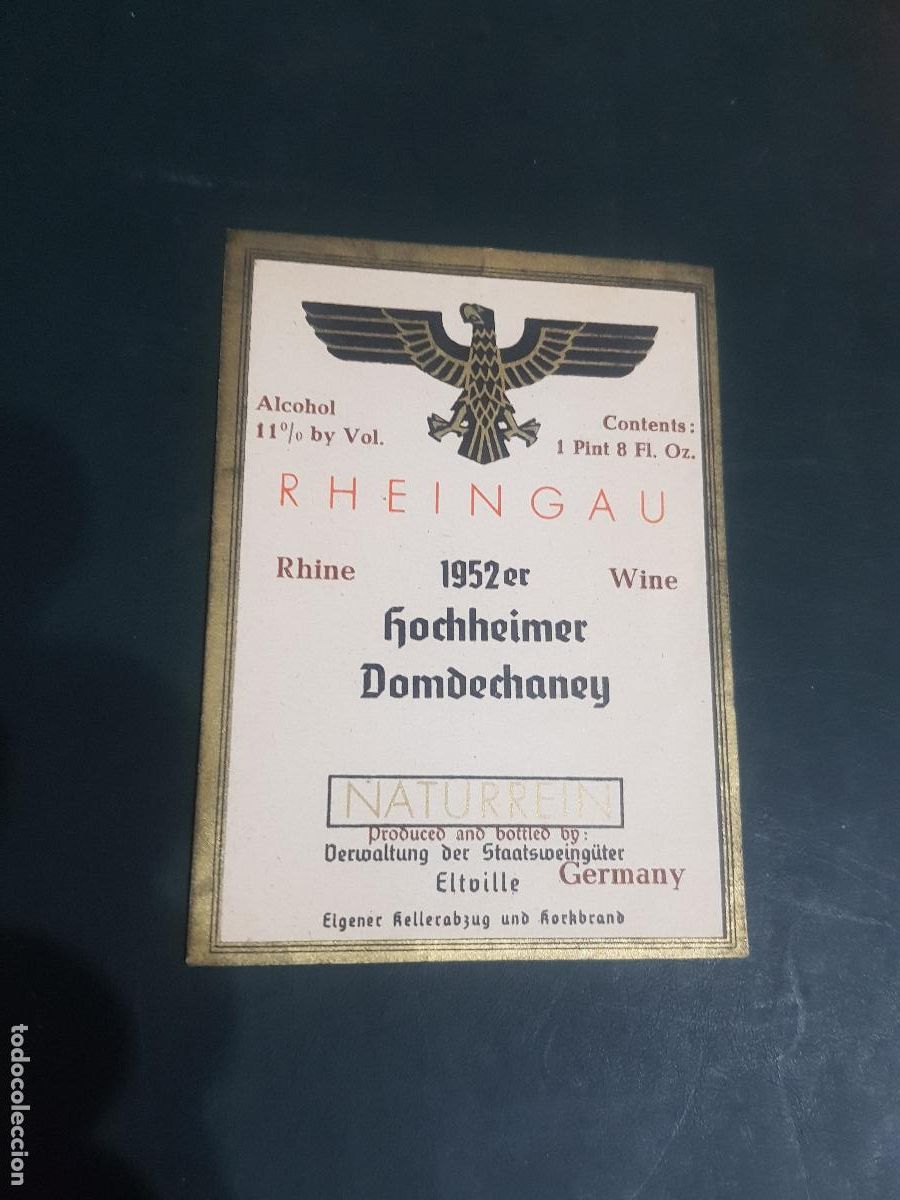 Alcohol
11% by Vol.
Contents:
1 Pint 8 Fl. Oz.
RHEINGAU
Rhine
1952er
Wine
Hochheimer
Domdechaney
NATURREIN
Produced and bottled by:
Verwaltung der Staatsweingüter
Eltville
Germany
Eigener Kellerabzug und Korkbrand
todocoleccion